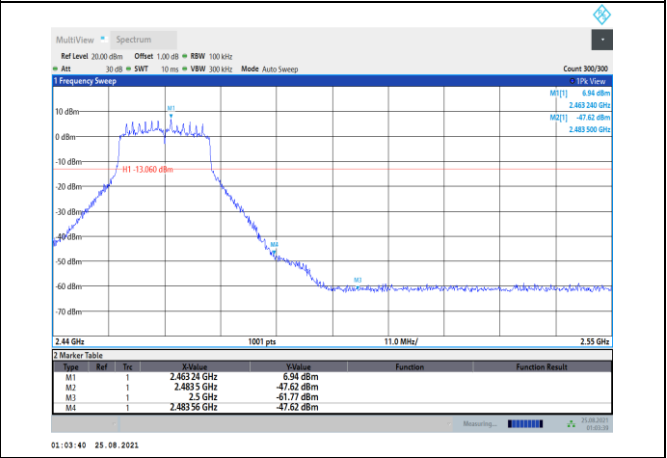 MultiView Spectrum
Ref Level 20.00 dBm Offset 1.00 dB RBW 100 kHz
Att 30 dB SWT 10 ms VBW 300 kHz Mode Auto Sweep Count 300/300
1 Frequency Sweep 1Pk View
M1[1] 6.94 dBm
2.463 240 GHz
M2[1] -47.62 dBm
2.483 500 GHz
M1
10 dBm
0 dBm
-10 dBm
H1 -13.060 dBm
-20 dBm
-30 dBm
-40 dBm
M4
-50 dBm
M3
-60 dBm
-70 dBm
2.44 GHz 1001 pts 11.0 MHz/ 2.55 GHz
2 Marker Table
Type Ref Trc X-Value Y-Value Function Function Result
M1 1 2.463 24 GHz 6.94 dBm
M2 1 2.483 5 GHz -47.62 dBm
M3 1 2.5 GHz -61.77 dBm
M4 1 2.483 56 GHz -47.62 dBm
Measuring... 25.08.2021
01:03:39
01:03:40 25.08.2021